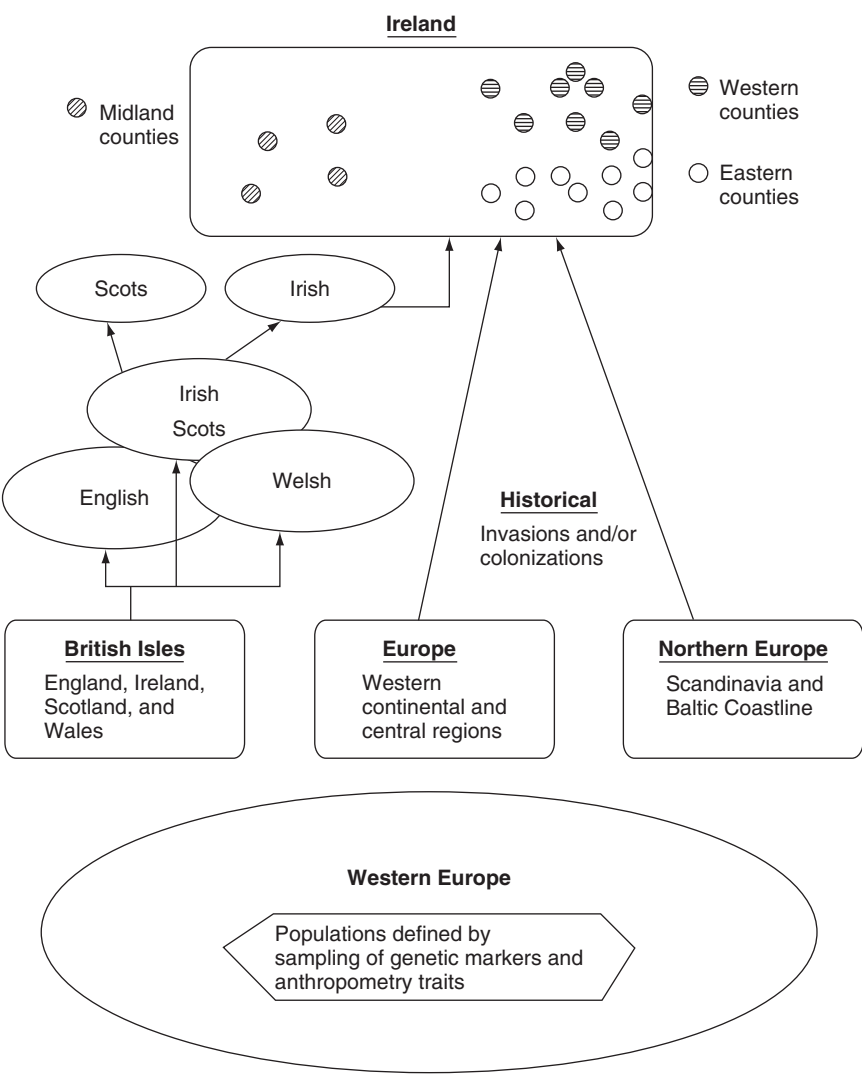 Ireland
Midland
counties
Western
counties
Eastern
counties
Scots
Irish
Irish
Scots
English
Welsh
Historical
Invasions and/or
colonizations
British Isles
England, Ireland,
Scotland, and
Wales
Europe
Western
continental and
central regions
Northern Europe
Scandinavia and
Baltic Coastline
Western Europe
Populations defined by
sampling of genetic markers and
anthropometry traits